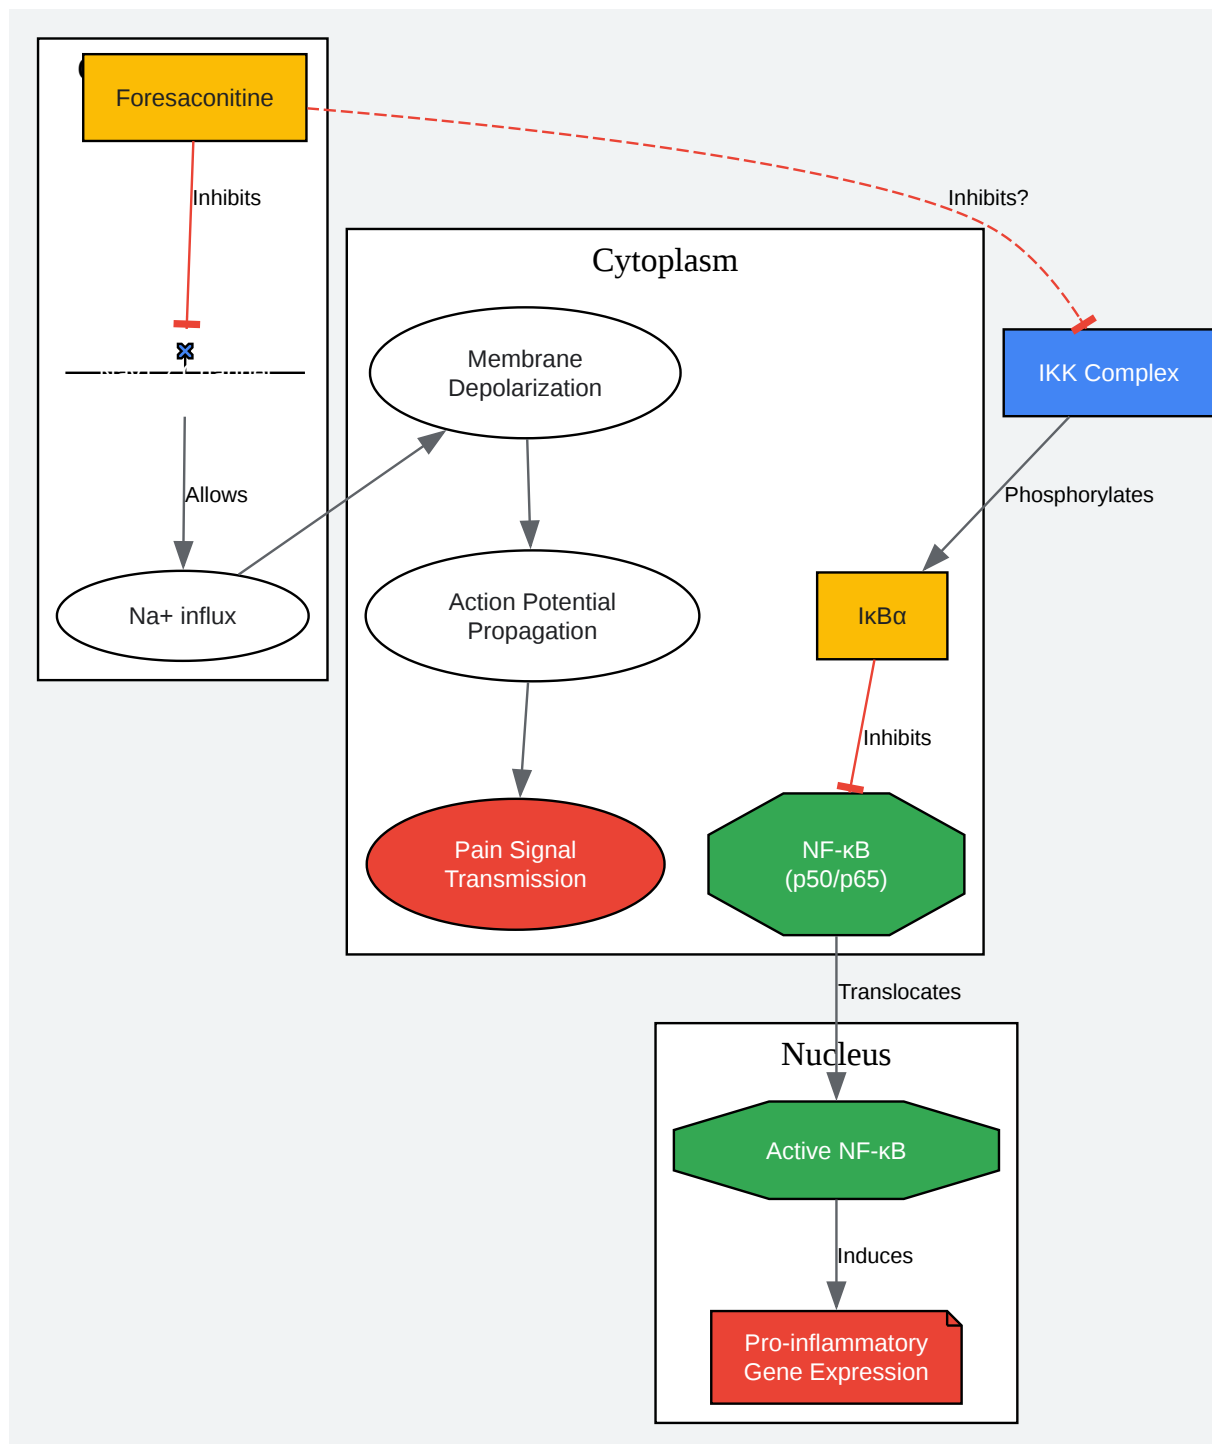 Foresaconitine
Inhibits
Inhibits?
Cytoplasm
Membrane
Depolarization
IKK Complex
Allows
Phosphorylates
Na+ influx
Action Potential
Propagation
IκBα
Inhibits
Pain Signal
Transmission
NF-κB
(p50/p65)
Translocates
Nucleus
Active NF-κB
Induces
Pro-inflammatory
Gene Expression